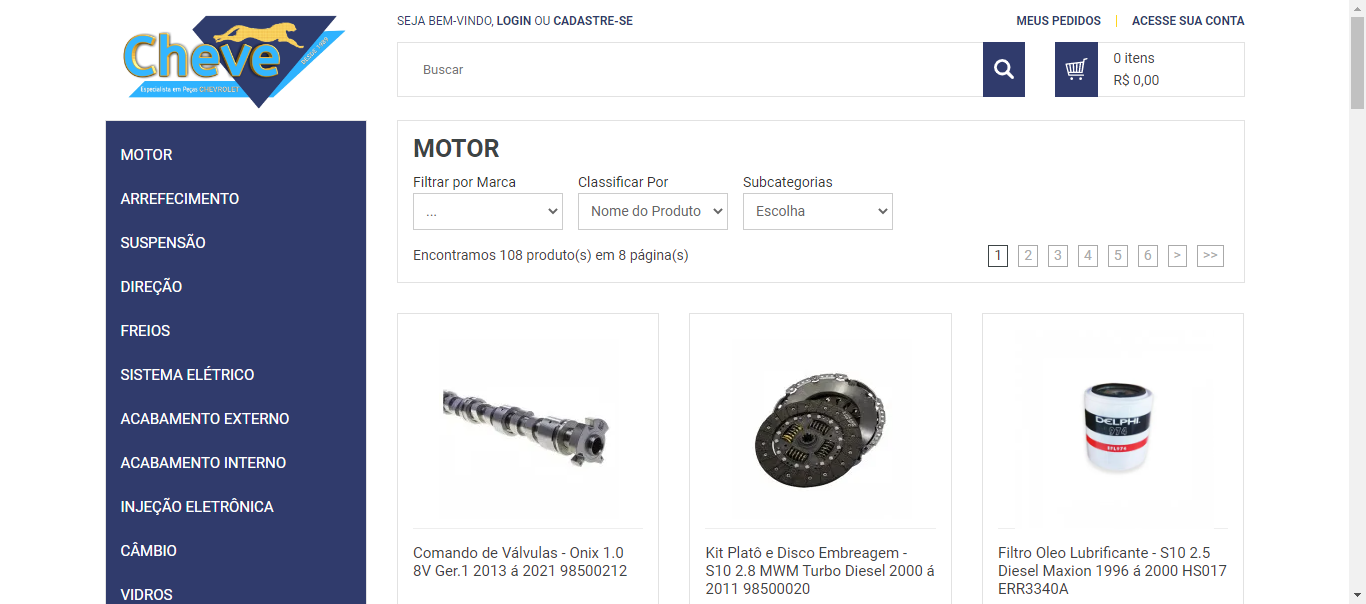 Cheve
DESDE 1989
Especialista em Peças CHEVROLET
SEJA BEM-VINDO, LOGIN OU CADASTRE-SE
MEUS PEDIDOS | ACESSE SUA CONTA
Buscar
0 itens
R$ 0,00
MOTOR
ARREFECIMENTO
SUSPENSÃO
DIREÇÃO
FREIOS
SISTEMA ELÉTRICO
ACABAMENTO EXTERNO
ACABAMENTO INTERNO
INJEÇÃO ELETRÔNICA
CÂMBIO
VIDROS
MOTOR
Filtrar por Marca
Classificar Por
Subcategorias
...
Nome do Produto
Escolha
Encontramos 108 produto(s) em 8 página(s)
1 2 3 4 5 6 > >>
DELPHI
974
Comando de Válvulas - Onix 1.0
8V Ger.1 2013 á 2021 98500212
Kit Platô e Disco Embreagem -
S10 2.8 MWM Turbo Diesel 2000 á
2011 98500020
Filtro Oleo Lubrificante - S10 2.5
Diesel Maxion 1996 á 2000 HS017
ERR3340A